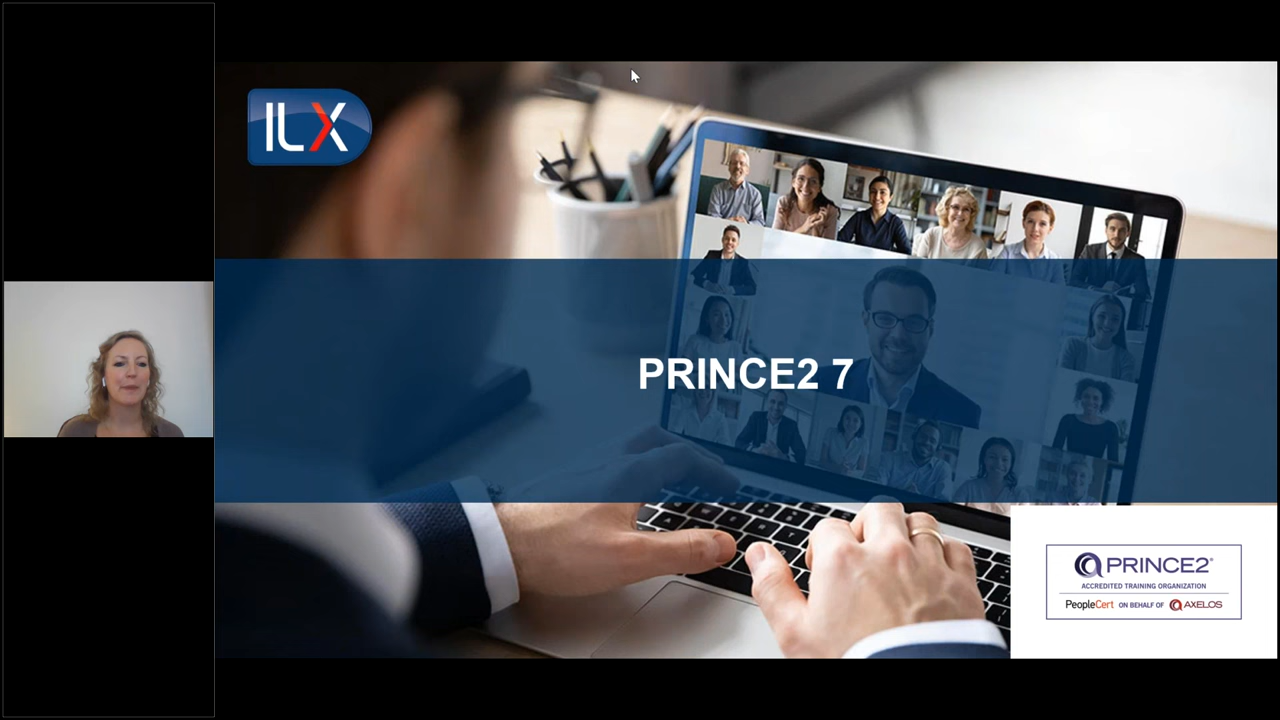 ILX
PRINCE2 7
PRINCE2®
ACCREDITED TRAINING ORGANIZATION
PeopleCert ON BEHALF OF AXELOS